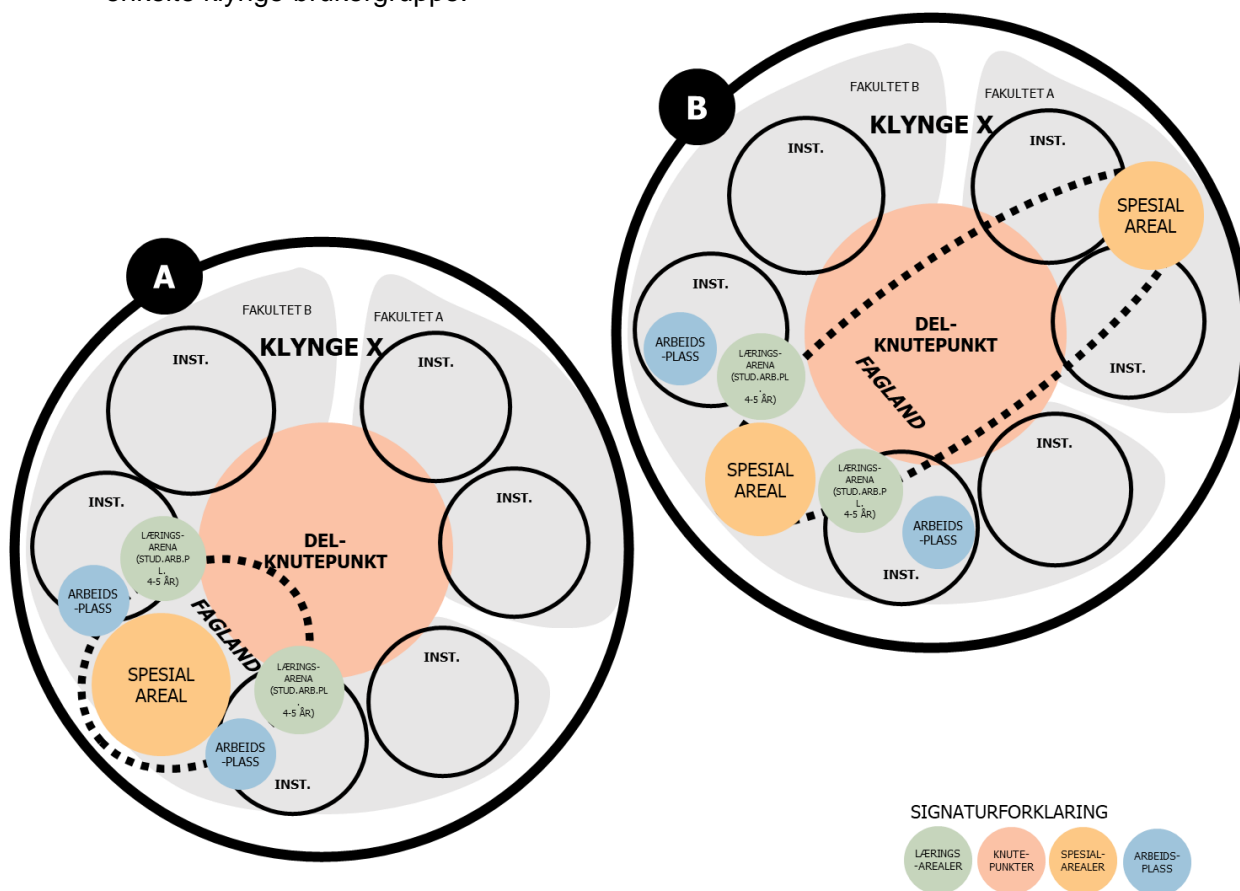 enkelte klynge-brukergruppe.
A
FAKULTET B
FAKULTET A
KLYNGE X
INST.
INST.
INST.
INST.
DEL-
KNUTEPUNKT
LÆRINGS-
ARENA
(STUD.ARB.P
L.
4-5 ÅR)
ARBEIDS
-PLASS
FAGLAND
SPESIAL
AREAL
LÆRINGS-
ARENA
(STUD.ARB.PL
.
4-5 ÅR)
ARBEIDS
-PLASS
INST.
INST.
B
FAKULTET B
FAKULTET A
KLYNGE X
INST.
INST.
INST.
INST.
ARBEIDS
-PLASS
LÆRINGS-
ARENA
(STUD.ARB.PL
.
4-5 ÅR)
DEL-
KNUTEPUNKT
FAGLAND
SPESIAL
AREAL
SPESIAL
AREAL
LÆRINGS-
ARENA
(STUD.ARB.P
L.
4-5 ÅR)
ARBEIDS
-PLASS
INST.
INST.
SIGNATURFORKLARING
LÆRINGS
-AREALER
KNUTE-
PUNKTER
SPESIAL-
AREALER
ARBEIDS-
PLASS